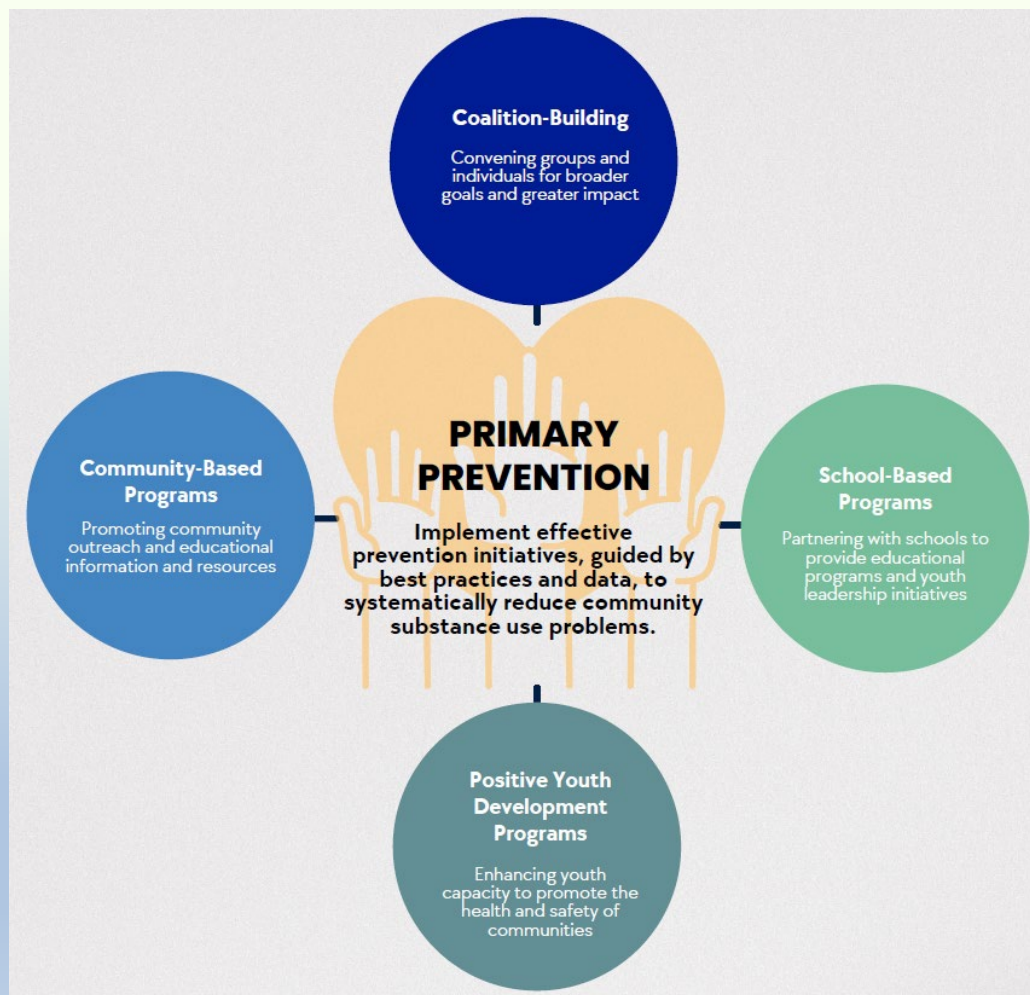 Coalition-Building
Convening groups and
individuals for broader
goals and greater impact
PRIMARY
PREVENTION
Implement effective
prevention initiatives, guided by
best practices and data, to
systematically reduce community
substance use problems.
Community-Based
Programs
Promoting community
outreach and educational
information and resources
School-Based
Programs
Partnering with schools to
provide educational
programs and youth
leadership initiatives
Positive Youth
Development
Programs
Enhancing youth
capacity to promote the
health and safety of
communities